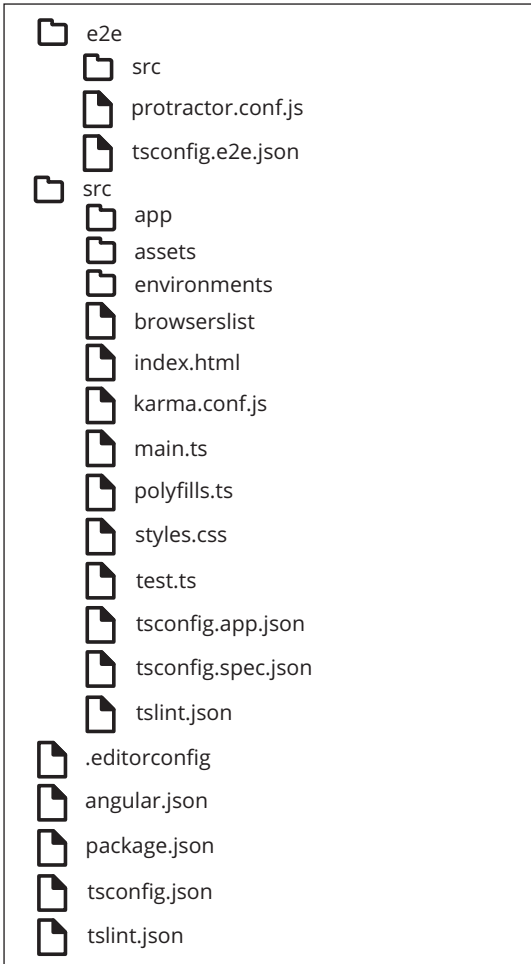 e2e
src
protractor.conf.js
tsconfig.e2e.json
src
app
assets
environments
browserslist
index.html
karma.conf.js
main.ts
polyfills.ts
styles.css
test.ts
tsconfig.app.json
tsconfig.spec.json
tslint.json
.editorconfig
angular.json
package.json
tsconfig.json
tslint.json